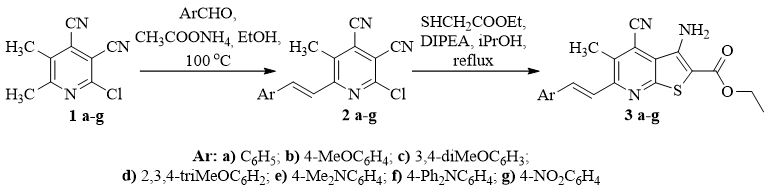 ArCHO,
CH₃COONH₄, EtOH,
100 °C
SHCH₂COOEt,
DIPEA, iPrOH,
reflux
CN
H₃C
CN
H₃C
N
Cl
1 a-g
CN
H₃C
CN
Ar
N
Cl
2 a-g
CN
NH₂
H₃C
O
Ar
N
S
O
3 a-g
Ar: a) C₆H₅; b) 4-MeOC₆H₄; c) 3,4-diMeOC₆H₃;
d) 2,3,4-triMeOC₆H₂; e) 4-Me₂NC₆H₄; f) 4-Ph₂NC₆H₄; g) 4-NO₂C₆H₄